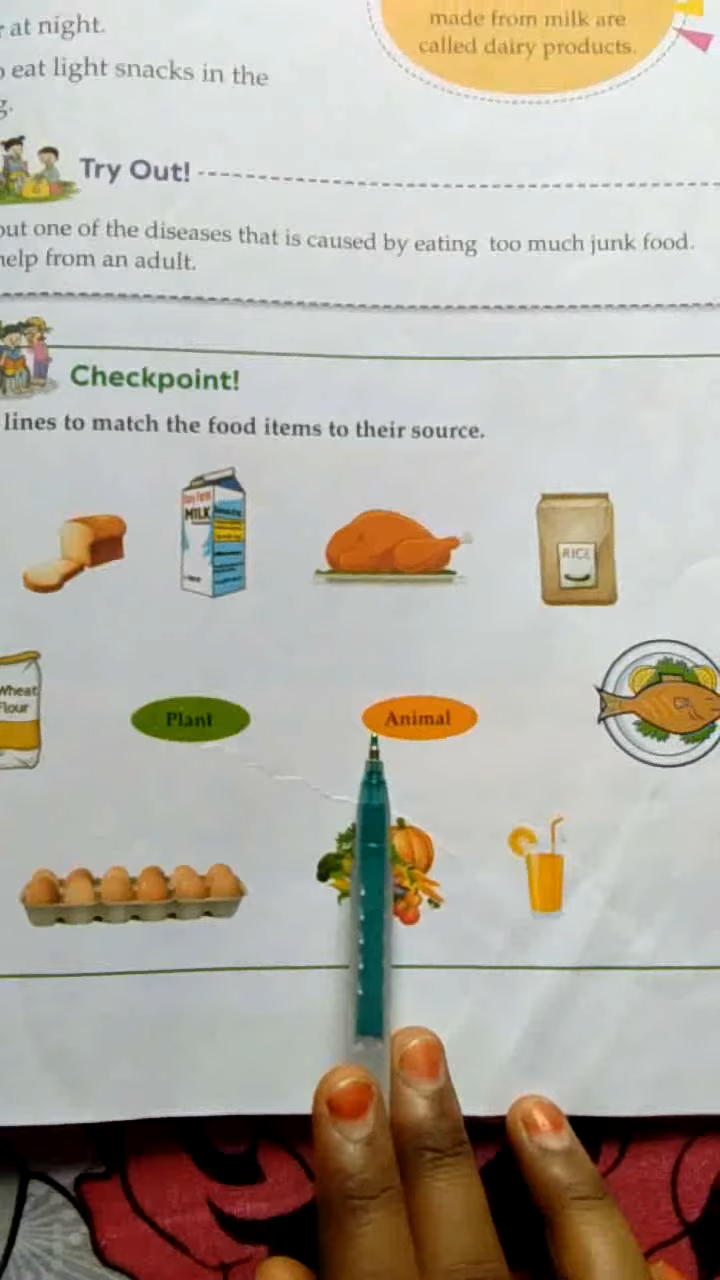 made from milk are
called dairy products.
at night.
eat light snacks in the
Try Out!
out one of the diseases that is caused by eating too much junk food.
help from an adult.
Checkpoint!
lines to match the food items to their source.
MILK
RICE
Wheat
Flour
Plant
Animal